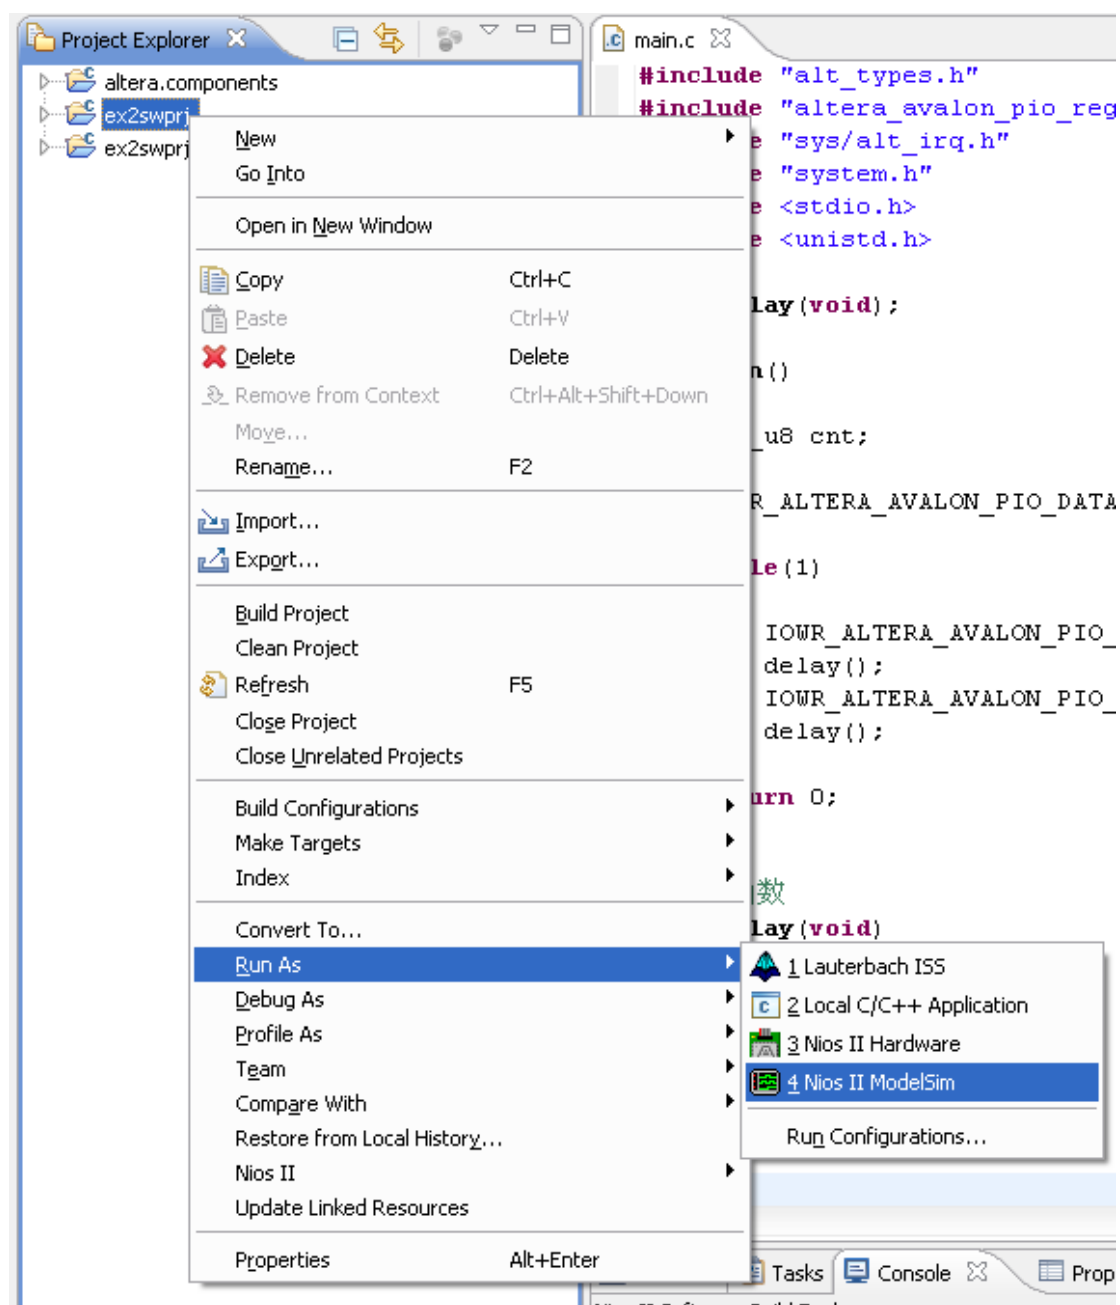 Project Explorer
altera.components
ex2swprj
ex2swprj
New
Go Into
Open in New Window
Copy Ctrl+C
Paste Ctrl+V
Delete Delete
Remove from Context Ctrl+Alt+Shift+Down
Move...
Rename... F2
Import...
Export...
Build Project
Clean Project
Refresh F5
Close Project
Close Unrelated Projects
Build Configurations
Make Targets
Index
Convert To...
Run As
Debug As
Profile As
Team
Compare With
Restore from Local History...
Nios II
Update Linked Resources
Properties Alt+Enter
1 Lauterbach ISS
2 Local C/C++ Application
3 Nios II Hardware
4 Nios II ModelSim
Run Configurations...
main.c
#include "alt_types.h"
#include "altera_avalon_pio_reg
e "sys/alt_irq.h"
e "system.h"
e <stdio.h>
e <unistd.h>
lay(void);
n()
_u8 cnt;
R_ALTERA_AVALON_PIO_DATA
le(1)
IOWR_ALTERA_AVALON_PIO_
delay();
IOWR_ALTERA_AVALON_PIO_
delay();
urn 0;
数
lay(void)
Tasks Console Prop